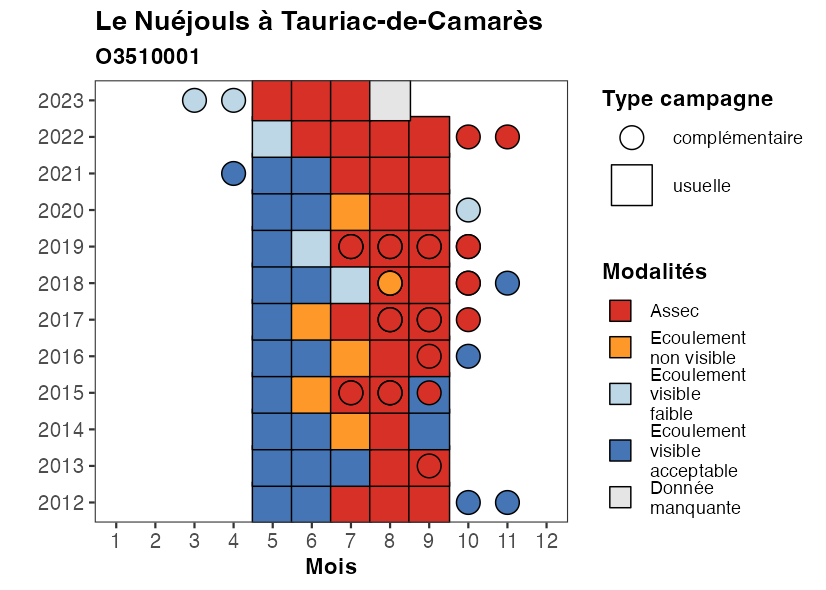 Le Nuéjouls à Tauriac-de-Camarès
O3510001
2023
2022
2021
2020
2019
2018
2017
2016
2015
2014
2013
2012
1 2 3 4 5 6 7 8 9 10 11 12
Mois
Type campagne
complémentaire
usuelle
Modalités
Assec
Ecoulement
non visible
Ecoulement
visible
faible
Ecoulement
visible
acceptable
Donnée
manquante